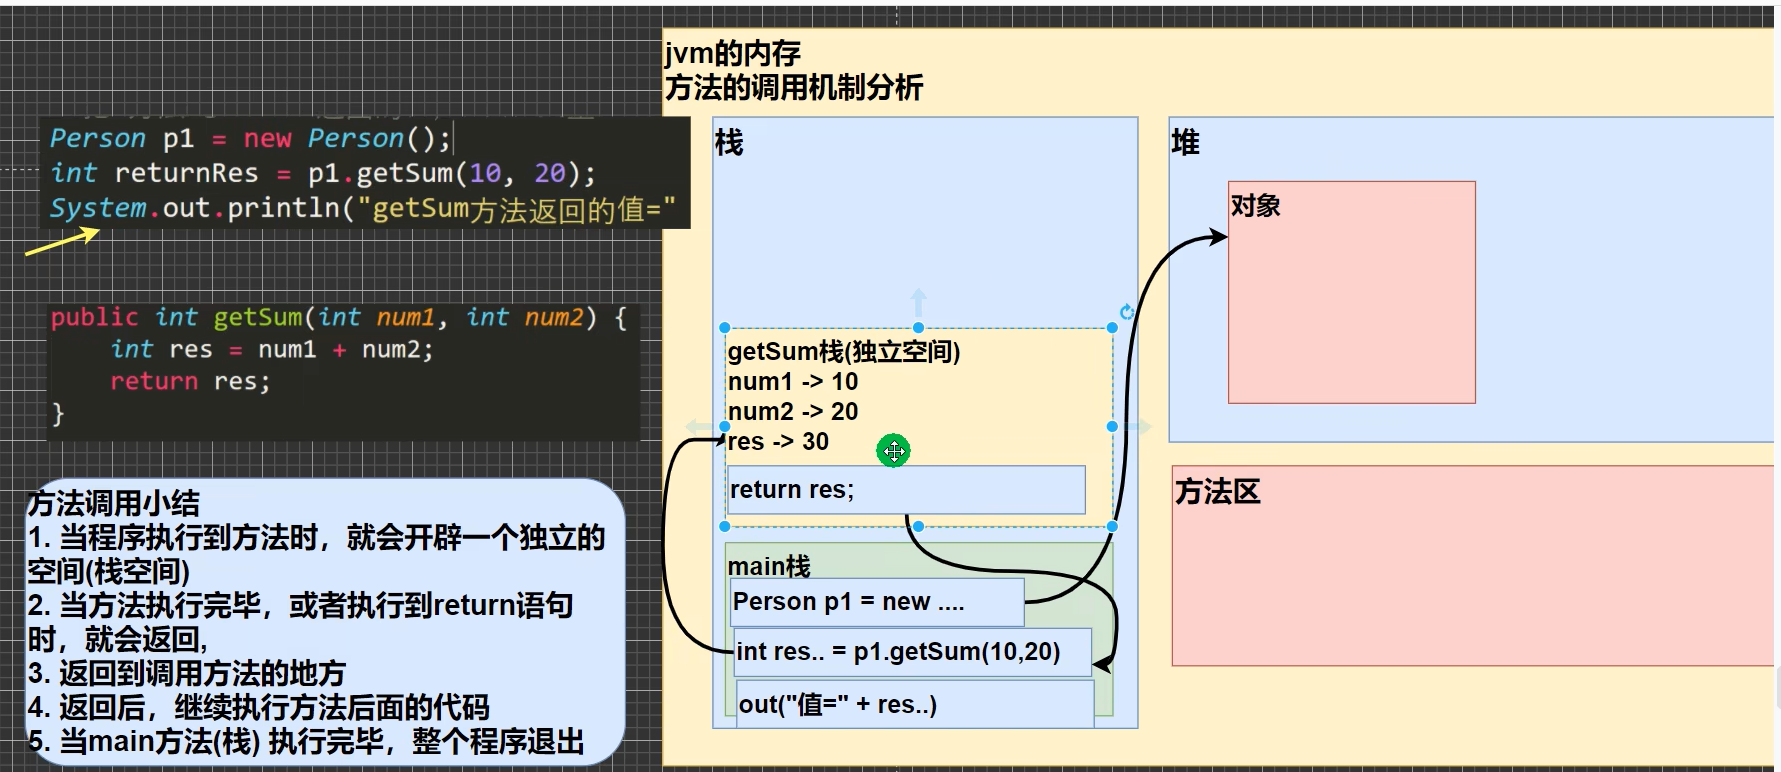 jvm的内存
方法的调用机制分析
Person p1 = new Person();
int returnRes = p1.getSum(10, 20);
System.out.println("getSum方法返回的值="
public int getSum(int num1, int num2) {
int res = num1 + num2;
return res;
}
方法调用小结
1. 当程序执行到方法时，就会开辟一个独立的
空间(栈空间)
2. 当方法执行完毕，或者执行到return语句
时，就会返回,
3. 返回到调用方法的地方
4. 返回后，继续执行方法后面的代码
5. 当main方法(栈) 执行完毕，整个程序退出
栈
getSum栈(独立空间)
num1 -> 10
num2 -> 20
res -> 30
return res;
main栈
Person p1 = new ....
int res.. = p1.getSum(10,20)
out("值=" + res..)
堆
对象
方法区